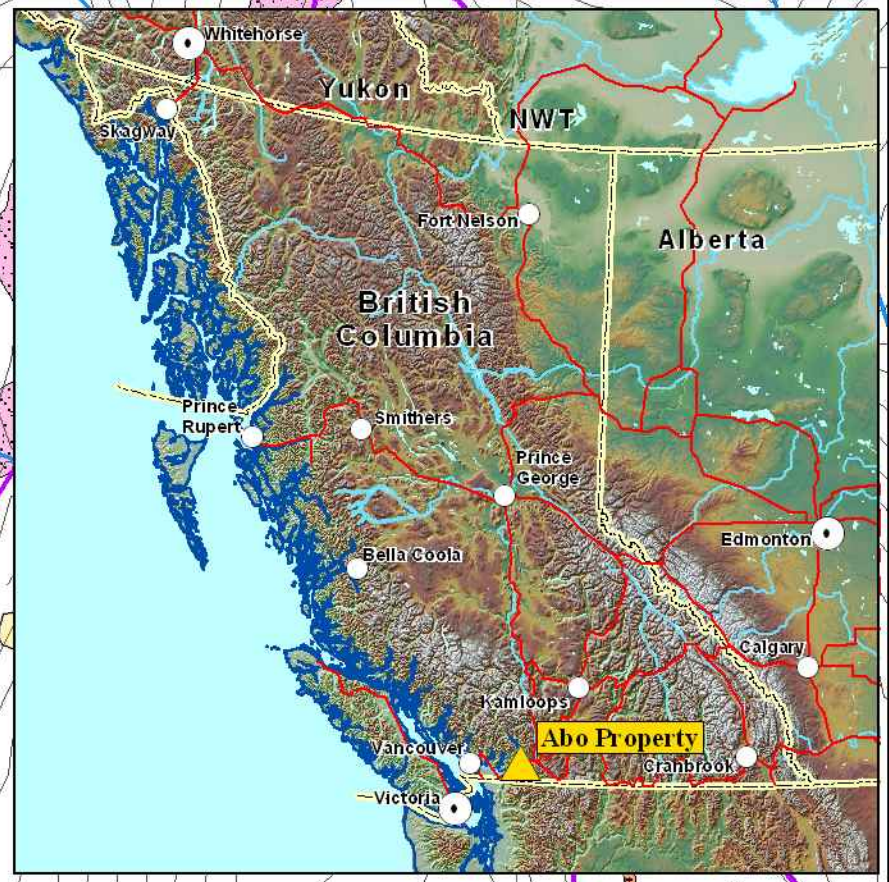 Whitehorse
Yukon
NWT
Skagway
Fort Nelson
Alberta
British
Columbia
Prince
Rupert
Smithers
Prince
George
Edmonton
Bella Coola
Calgary
Kamloops
Abo Property
Vancouver
Cranbrook
Victoria